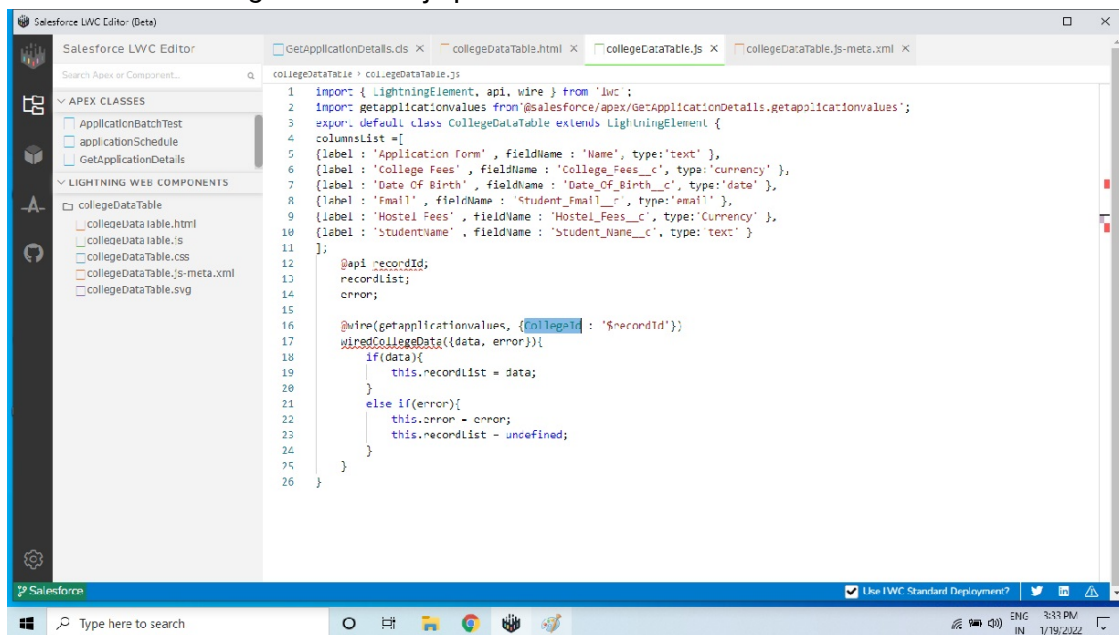 Salesforce LWC Editor (Beta)
Salesforce LWC Editor
GetApplicationDetails.cls
collegeDataTable.html
collegeDataTable.js
collegeDataTable.js-meta.xml
Search Apex or Component...
collegeDataTable > collegeDataTable.js
APEX CLASSES
ApplicationBatchTest
applicationSchedule
GetApplicationDetails
LIGHTNING WEB COMPONENTS
collegeDataTable
collegeDataTable.html
collegeDataTable.js
collegeDataTable.css
collegeDataTable.js-meta.xml
collegeDataTable.svg
1 import { LightningElement, api, wire } from 'lwc';
2 import getapplicationvalues from'@salesforce/apex/GetApplicationDetails.getapplicationvalues';
3 export default class CollegeDataTable extends LightningElement {
4 columnsList =[
5 {label : 'Application Form' , fieldName : 'Name', type:'text' },
6 {label : 'College Fees' , fieldName : 'College_Fees__c', type:'currency' },
7 {label : 'Date Of Birth' , fieldName : 'Date_Of_Birth__c', type:'date' },
8 {label : 'Email' , fieldName : 'Student_Email__c', type:'email' },
9 {label : 'Hostel Fees' , fieldName : 'Hostel_Fees__c', type:'Currency' },
10 {label : 'StudentName' , fieldName : 'Student_Name__c', type:'text' }
11 ];
12 @api recordId;
13 recordList;
14 error;
15
16 @wire(getapplicationvalues, {CollegeId : '$recordId'})
17 wiredCollegeData({data, error}){
18 if(data){
19 this.recordList = data;
20 }
21 else if(error){
22 this.error = error;
23 this.recordList = undefined;
24 }
25 }
26 }
Salesforce
Use LWC Standard Deployment?
Type here to search
ENG
IN
3:33 PM
1/19/2022